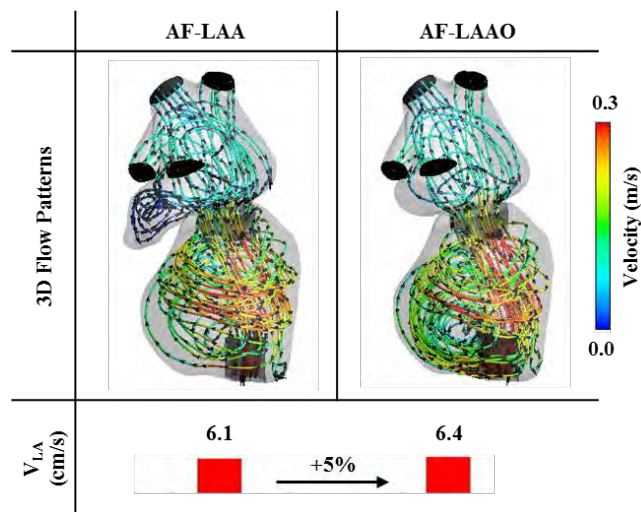 AF-LAA AF-LAAO
3D Flow Patterns
0.3
Velocity (m/s)
0.0
V_LA (cm/s)
6.1 6.4
+5%